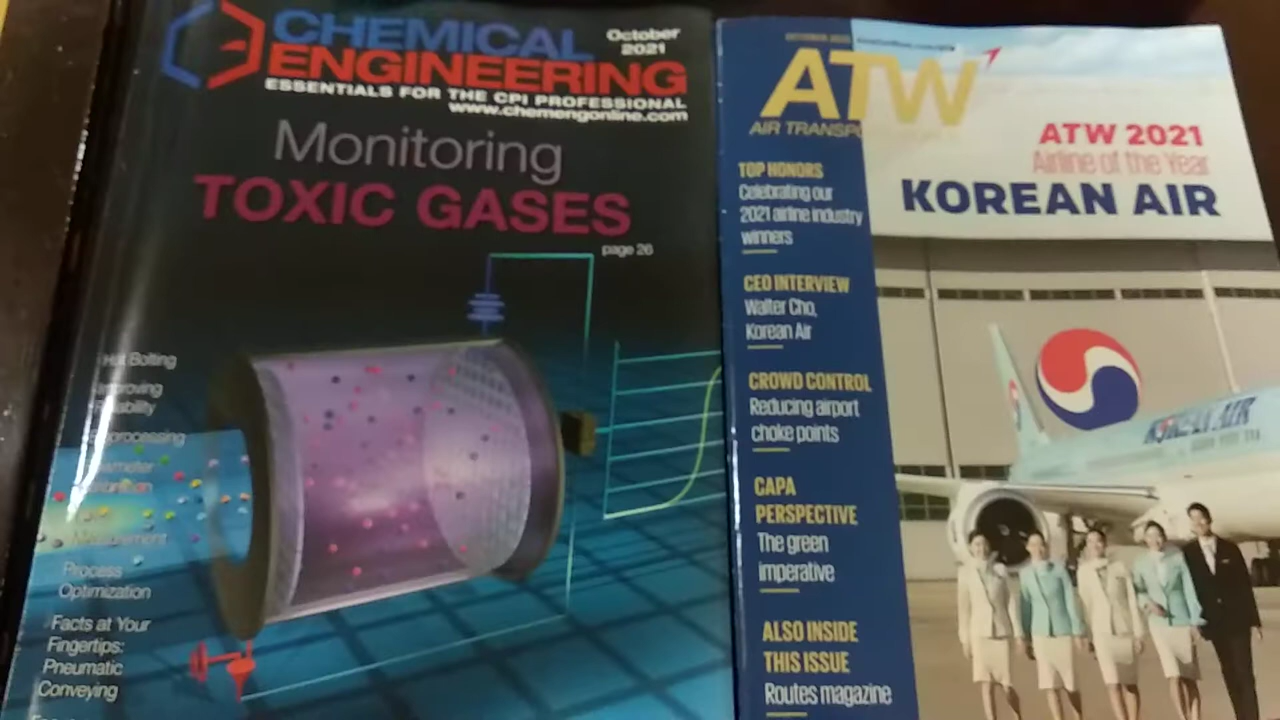 CHEMICAL
ENGINEERING
October
2021
ESSENTIALS FOR THE CPI PROFESSIONAL
www.chemengonline.com
Monitoring
TOXIC GASES
page 26
Hot Bolting
Process
Optimization
Facts at Your
Fingertips:
Pneumatic
Conveying
ATW
AIR
TOP HONORS
Celebrating our
2021 airline industry
winners
CEO INTERVIEW
Walter Cho,
Korean Air
CROWD CONTROL
Reducing airport
choke points
CAPA
PERSPECTIVE
The green
imperative
ALSO INSIDE
THIS ISSUE
Routes magazine
ATW 2021
Airline of the Year
KOREAN AIR
KOREAN AIR